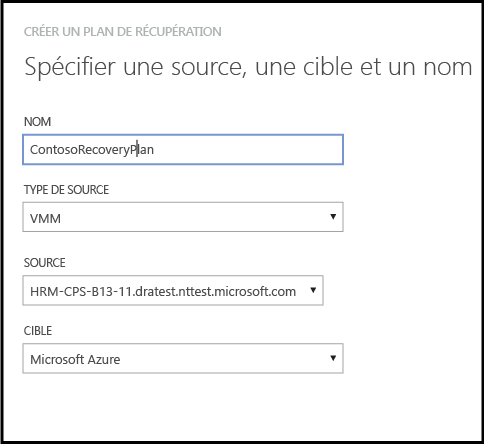 CRÉER UN PLAN DE RÉCUPÉRATION
Spécifier une source, une cible et un nom
NOM
ContosoRecoveryPlan
TYPE DE SOURCE
VMM
SOURCE
HRM-CPS-B13-11.dratest.nttest.microsoft.com
CIBLE
Microsoft Azure